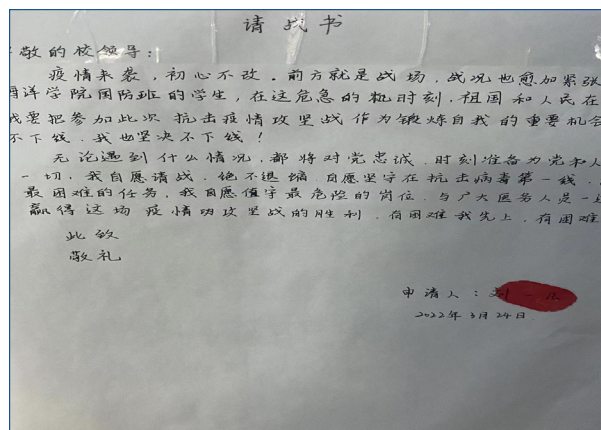 请战书
敬的校领导：
疫情来袭，初心不改。前方就是战场，战况也愈加紧张
海洋学院国防班的学生，在这危急的机时刻，祖国和人民在
我要把参加此次 抗击疫情攻坚战作为锻炼自我的重要机会
不下线，我也坚决不下线！
无论遇到什么情况，都将对党忠诚，时刻准备为党和人
一切，我自愿请战，绝不退缩，自愿坚守在抗击病毒第一线，
最困难的任务，我自愿值守最危险的岗位，与广大医务人员一
赢得这场 疫情攻坚战的胜利，有困难我先上，有困难
此致
敬礼
申请人：刘一
2022年3月24日